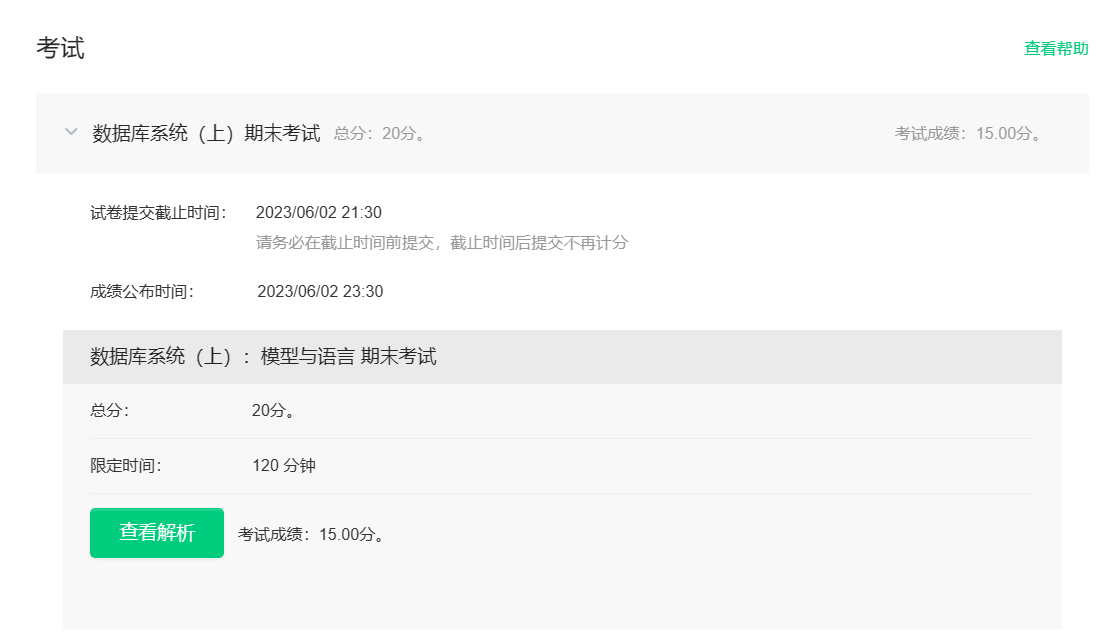 考试
查看帮助
数据库系统（上）期末考试 总分：20分。
考试成绩：15.00分。
试卷提交截止时间： 2023/06/02 21:30
请务必在截止时间前提交，截止时间后提交不再计分
成绩公布时间： 2023/06/02 23:30
数据库系统（上）：模型与语言 期末考试
总分： 20分。
限定时间： 120 分钟
查看解析 考试成绩：15.00分。